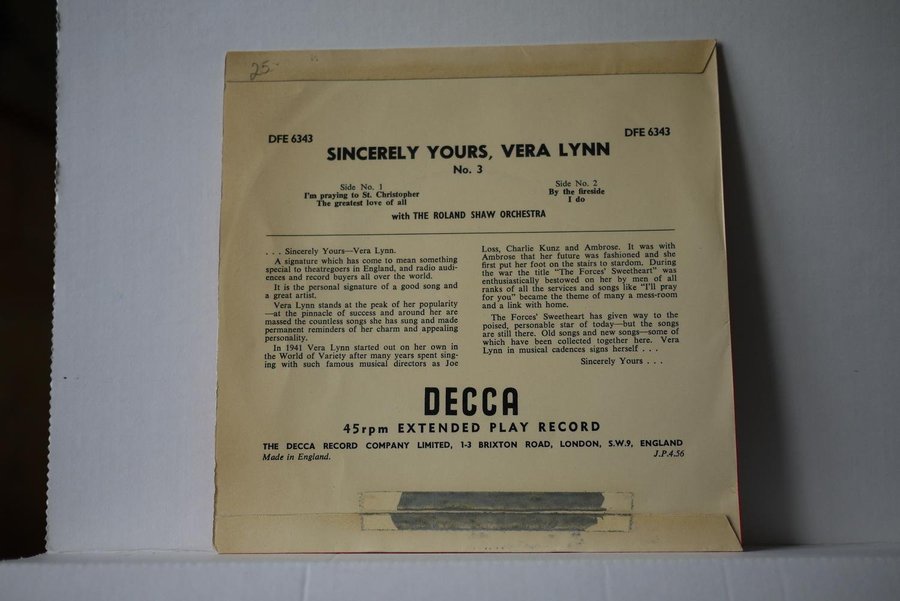 25-
DFE 6343
DFE 6343
SINCERELY YOURS, VERA LYNN
No. 3
Side No. 1
I'm praying to St. Christopher
The greatest love of all
Side No. 2
By the fireside
I do
with THE ROLAND SHAW ORCHESTRA
. . . Sincerely Yours—Vera Lynn.
A signature which has come to mean something
special to theatregoers in England, and radio audi-
ences and record buyers all over the world.
It is the personal signature of a good song and
a great artist.
Vera Lynn stands at the peak of her popularity
—at the pinnacle of success and around her are
massed the countless songs she has sung and made
permanent reminders of her charm and appealing
personality.
In 1941 Vera Lynn started out on her own in
the World of Variety after many years spent sing-
ing with such famous musical directors as Joe
Loss, Charlie Kunz and Ambrose. It was with
Ambrose that her future was fashioned and she
first put her foot on the stairs to stardom. During
the war the title "The Forces' Sweetheart" was
enthusiastically bestowed on her by men of all
ranks of all the services and songs like "I'll pray
for you" became the theme of many a mess-room
and a link with home.
The Forces' Sweetheart has given way to the
poised, personable star of today—but the songs
are still there. Old songs and new songs—some of
which have been collected together here. Vera
Lynn in musical cadences signs herself . . .
Sincerely Yours . . .
DECCA
45rpm EXTENDED PLAY RECORD
THE DECCA RECORD COMPANY LIMITED, 1-3 BRIXTON ROAD, LONDON, S.W.9, ENGLAND
Made in England.
J.P.4.56